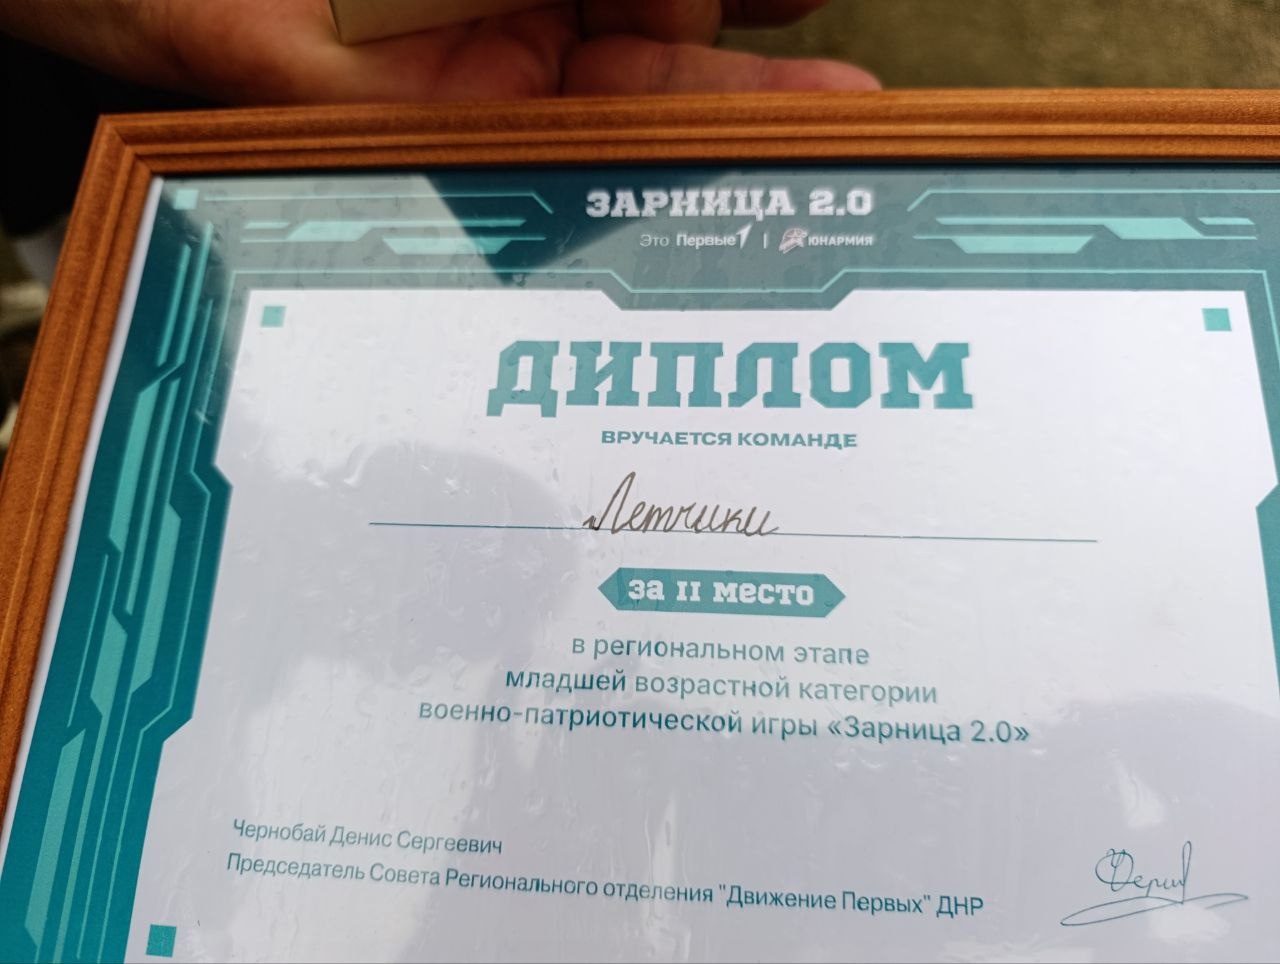 ЗАРНИЦА 2.0
Это Первые | ЮНАРМИЯ
ДИПЛОМ
ВРУЧАЕТСЯ КОМАНДЕ
Летчики
за II место
в региональном этапе
младшей возрастной категории
военно-патриотической игры «Зарница 2.0»
Чернобай Денис Сергеевич
Председатель Совета Регионального отделения "Движение Первых" ДНР